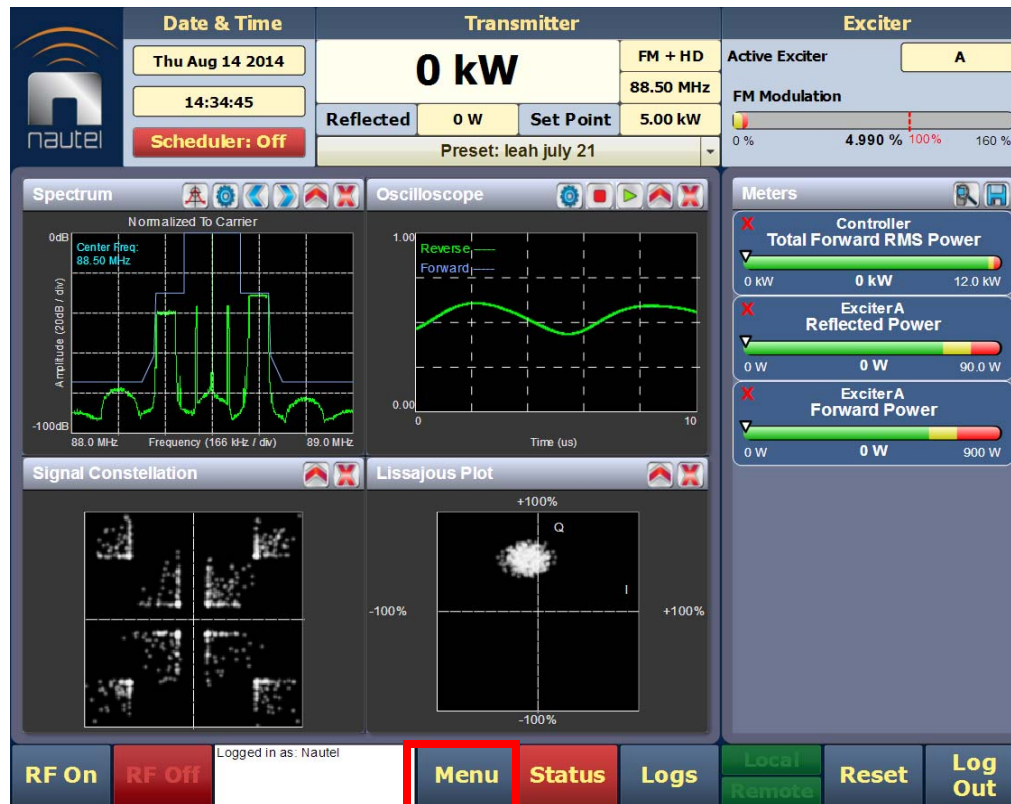 nautel
Date & Time
Thu Aug 14 2014
14:34:45
Scheduler: Off
Transmitter
0 kW
FM + HD
88.50 MHz
Reflected 0 W Set Point 5.00 kW
Preset: leah july 21
Exciter
Active Exciter A
FM Modulation
0 % 4.990 % 100% 160 %
Spectrum
Normalized To Carrier
0dB
Center Freq:
88.50 MHz
Amplitude (20dB / div)
-100dB
88.0 MHz Frequency (166 kHz / div) 89.0 MHz
Oscilloscope
1.00
Reverse
Forward
0.00
0 10
Time (us)
Signal Constellation
Lissajous Plot
+100%
Q
I
-100% +100%
-100%
Meters
Controller
Total Forward RMS Power
0 kW 0 kW 12.0 kW
Exciter A
Reflected Power
0 W 0 W 90.0 W
Exciter A
Forward Power
0 W 0 W 900 W
RF On
RF Off
Logged in as: Nautel
Menu
Status
Logs
Local
Remote
Reset
Log
Out